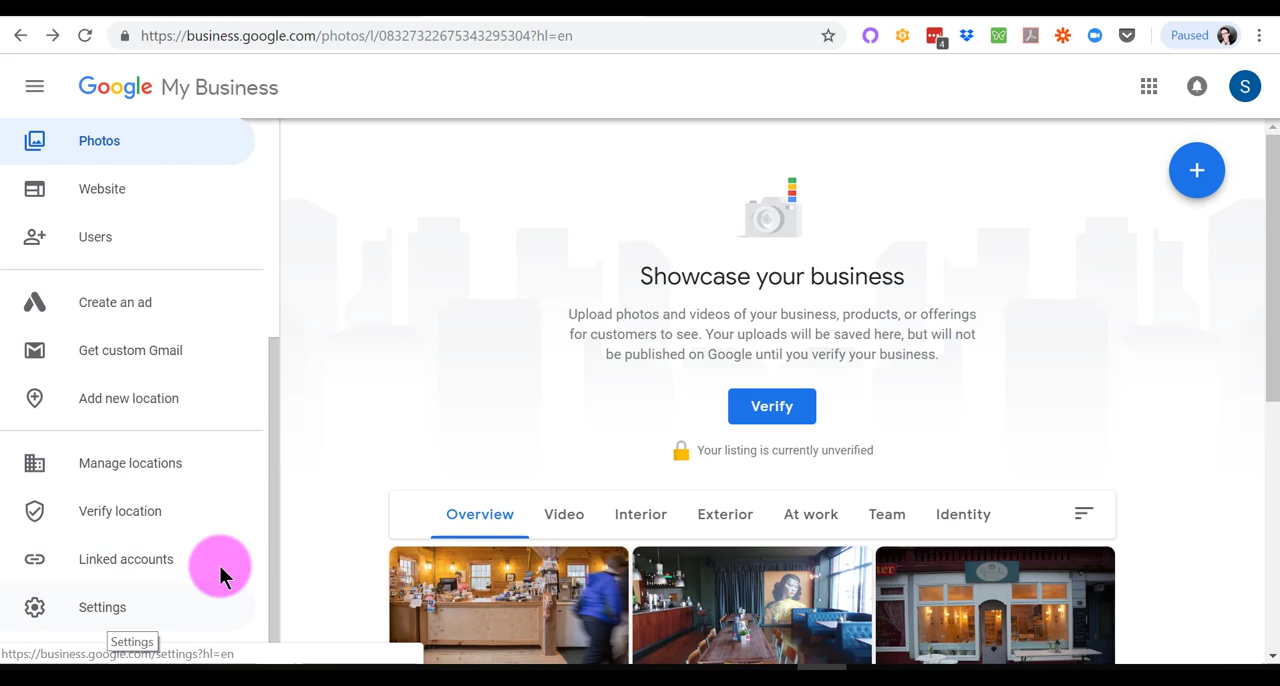 https://business.google.com/photos/l/08327322675343295304?hl=en
4
Paused
Google My Business
S
Photos
Website
Users
Create an ad
Get custom Gmail
Add new location
Manage locations
Verify location
Linked accounts
Settings
Settings
https://business.google.com/settings?hl=en
Showcase your business
Upload photos and videos of your business, products, or offerings
for customers to see. Your uploads will be saved here, but will not
be published on Google until you verify your business.
Verify
Your listing is currently unverified
Overview Video Interior Exterior At work Team Identity